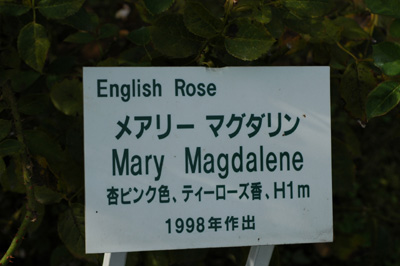 English Rose
メアリー マグダリン
Mary Magdalene
杏ピンク色、ティーローズ香、H1m
1998年作出